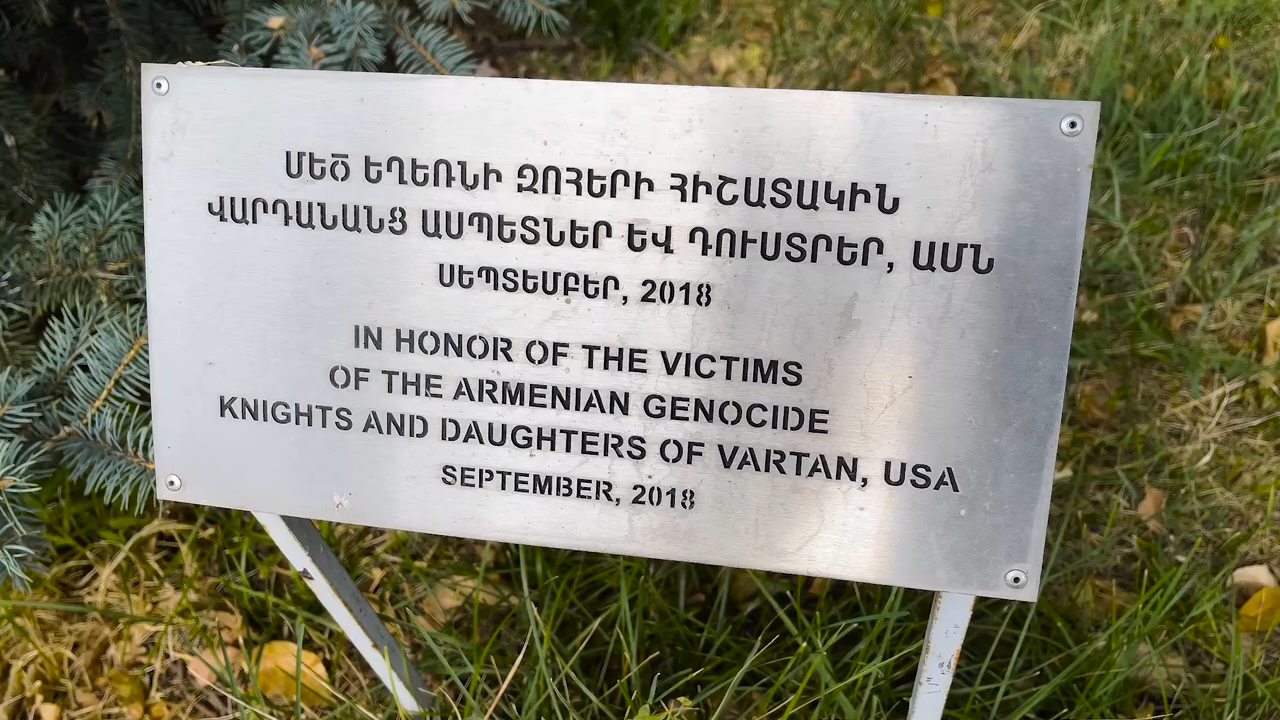 ՄԵԾ ԵՂԵՌՆԻ ԶՈՀԵՐԻ ՀԻՇԱՏԱԿԻՆ
ՎԱՐԴԱՆԱՆՑ ԱՍՊԵՏՆԵՐ ԵՎ ԴՈՒՍՏՐԵՐ, ԱՄՆ
ՍԵՊՏԵՄԲԵՐ, 2018
IN HONOR OF THE VICTIMS
OF THE ARMENIAN GENOCIDE
KNIGHTS AND DAUGHTERS OF VARTAN, USA
SEPTEMBER, 2018